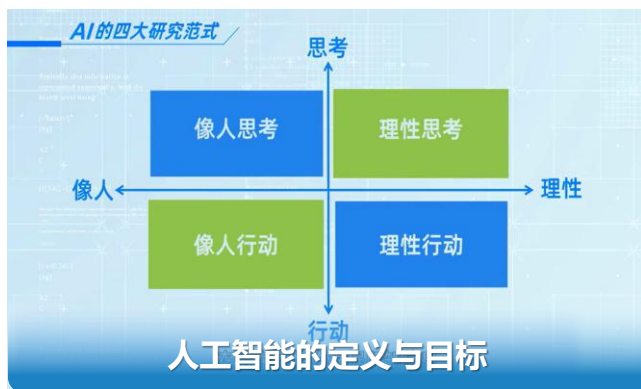 AI的四大研究范式
思考
像人思考
理性思考
像人
理性
像人行动
理性行动
行动
人工智能的定义与目标